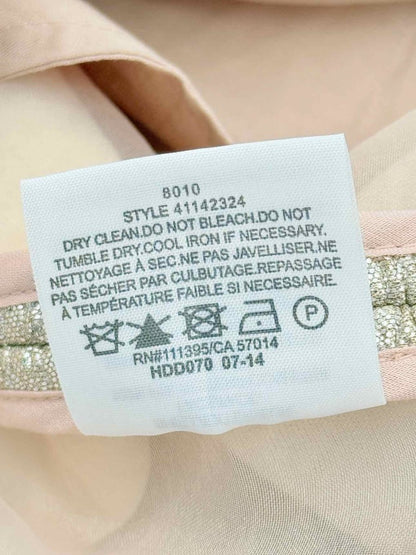 8010
STYLE 41142324
DRY CLEAN.DO NOT BLEACH.DO NOT
TUMBLE DRY.COOL IRON IF NECESSARY.
NETTOYAGE À SEC.NE PAS JAVELLISER.NE
PAS SÉCHER PAR CULBUTAGE.REPASSAGE
À TEMPÉRATURE FAIBLE SI NECESSAIRE.
P
RN#111395/CA 57014
HDD070 07-14